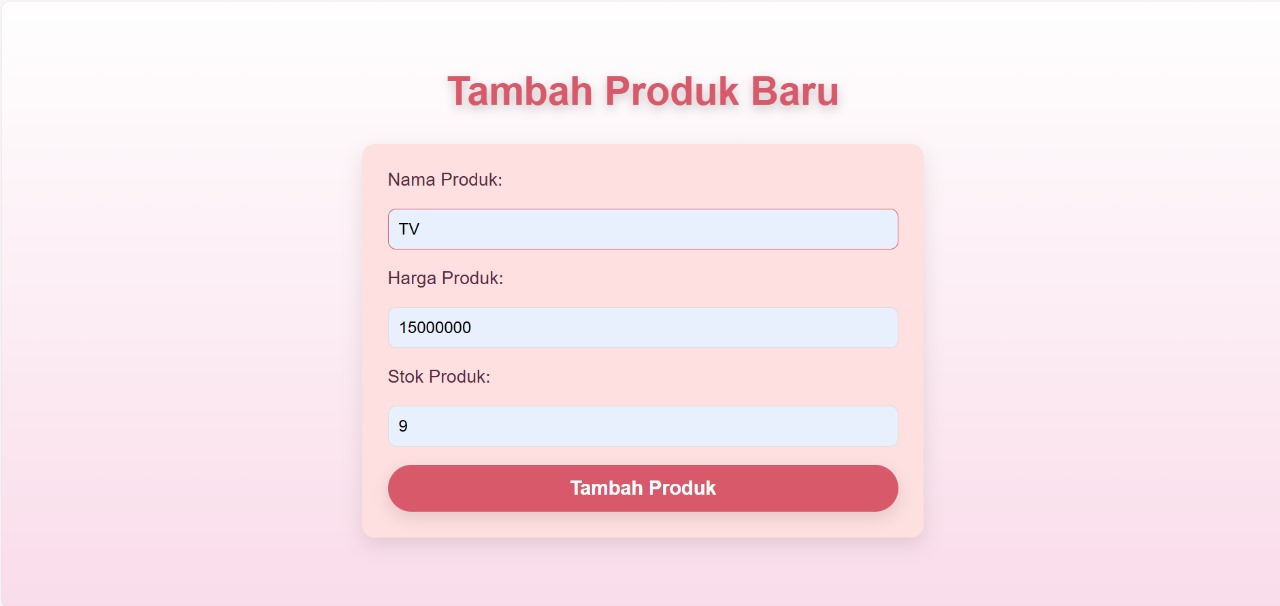 Tambah Produk Baru
Nama Produk:
TV
Harga Produk:
15000000
Stok Produk:
9
Tambah Produk